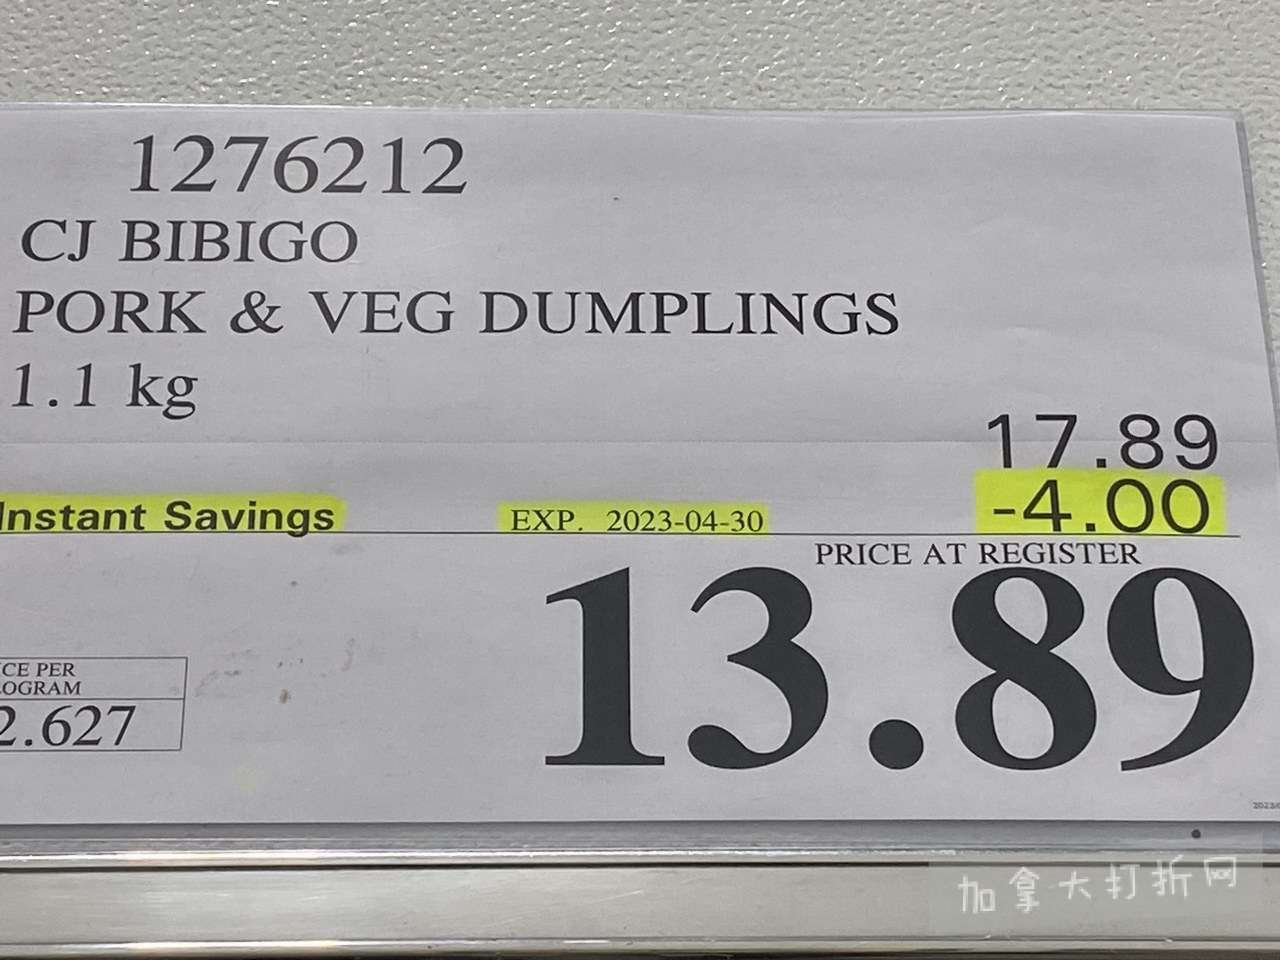 1276212
CJ BIBIGO
PORK & VEG DUMPLINGS
1.1 kg
17.89
Instant Savings EXP. 2023-04-30 -4.00
PRICE AT REGISTER
13.89
CE PER
OGRAM
2.627
加拿大打折网